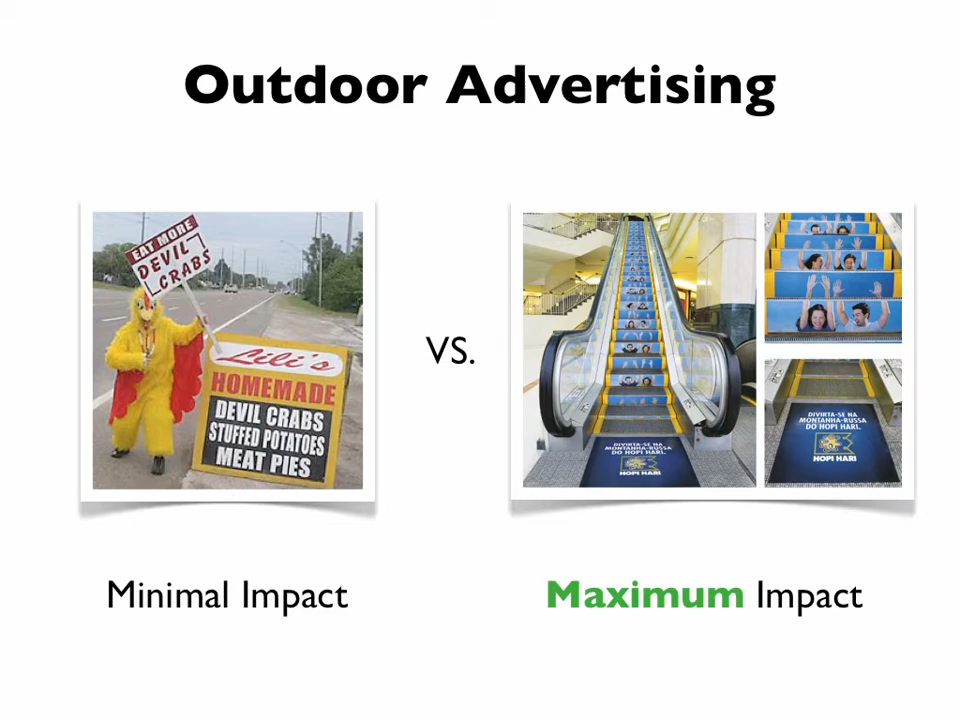 Outdoor Advertising
EAT MORE
DEVIL
CRABS
Lili's
HOMEMADE
DEVIL CRABS
STUFFED POTATOES
MEAT PIES
VS.
DIVIRTA-SE NA
MONTANHA-RUSSA
DO HOPI HARI.
HOPI HARI
DIVIRTA-SE NA
MONTANHA-RUSSA
DO HOPI HARI.
HOPI HARI
Minimal Impact
Maximum Impact